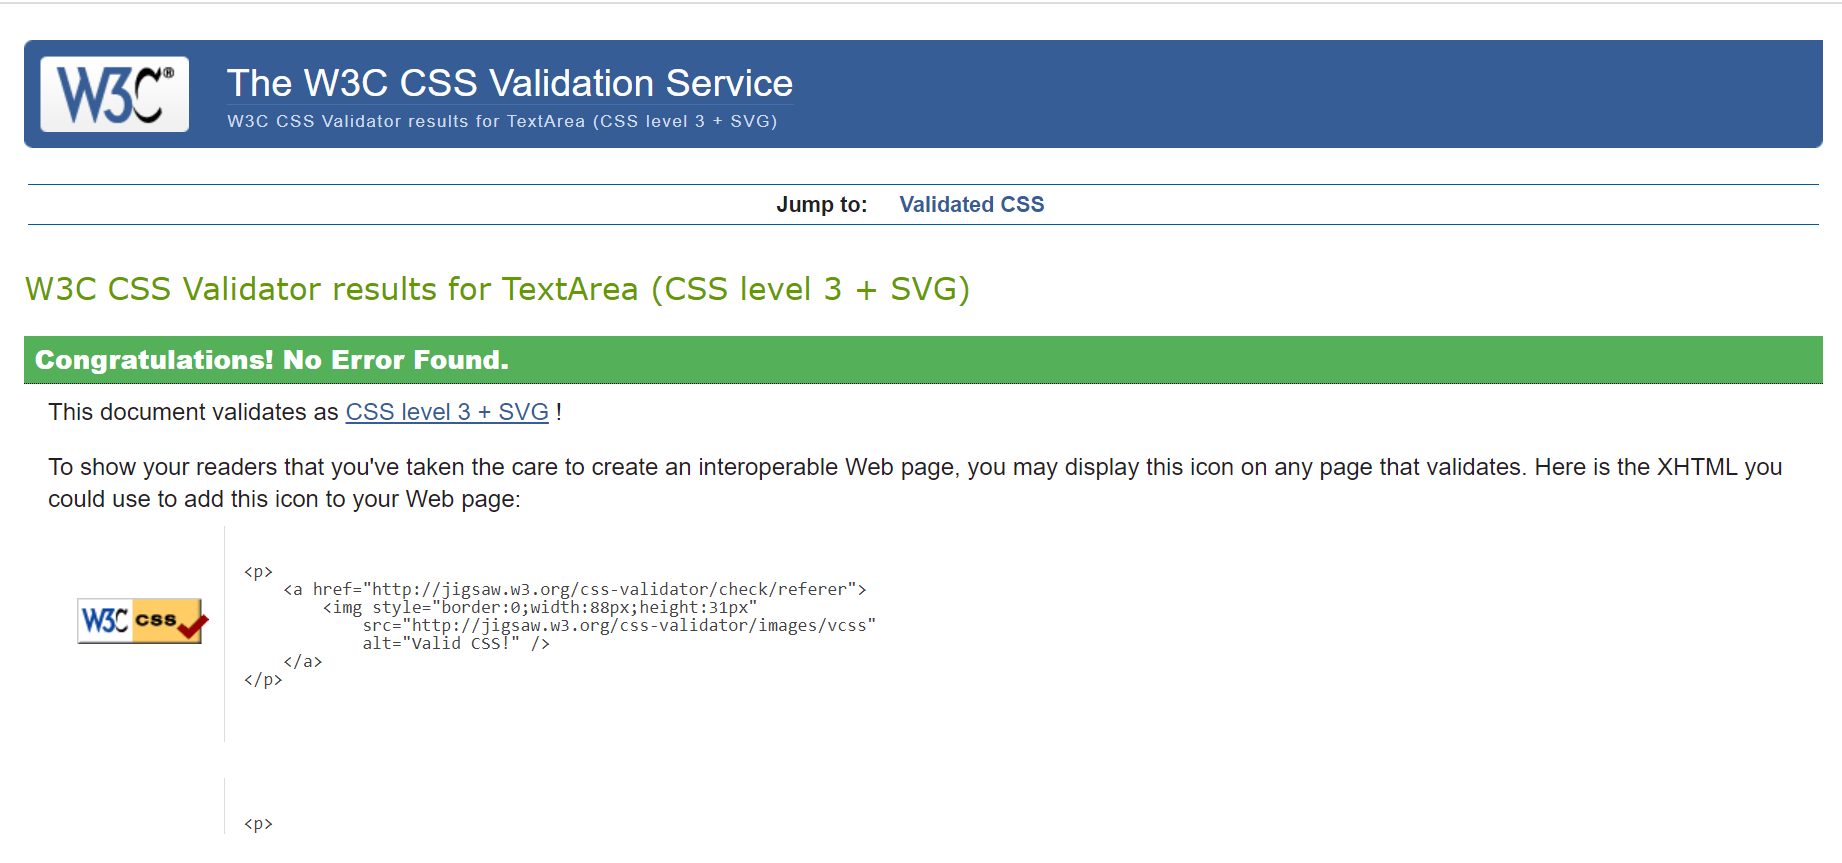 W3C®
The W3C CSS Validation Service
W3C CSS Validator results for TextArea (CSS level 3 + SVG)
Jump to: Validated CSS
W3C CSS Validator results for TextArea (CSS level 3 + SVG)
Congratulations! No Error Found.
This document validates as CSS level 3 + SVG !
To show your readers that you've taken the care to create an interoperable Web page, you may display this icon on any page that validates. Here is the XHTML you
could use to add this icon to your Web page:
<p>
<a href="http://jigsaw.w3.org/css-validator/check/referer">
<img style="border:0;width:88px;height:31px"
W3C css
src="http://jigsaw.w3.org/css-validator/images/vcss"
alt="Valid CSS!" />
</a>
</p>
<p>